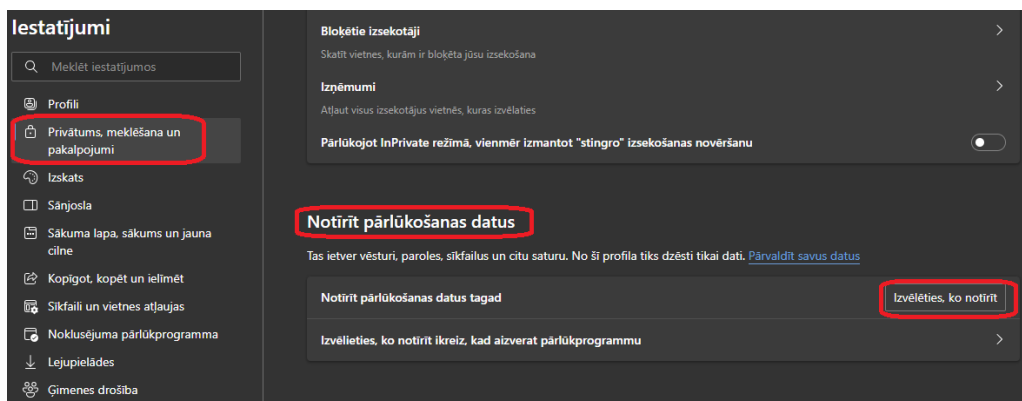 Iestatījumi
Meklēt iestatījumos
Profili
Privātums, meklēšana un
pakalpojumi
Izskats
Sānjosla
Sākuma lapa, sākums un jauna
cilne
Kopīgot, kopēt un ielīmēt
Sīkfaili un vietnes atļaujas
Noklusējuma pārlūkprogramma
Lejupielādes
Ģimenes drošība
Bloķētie izsekotāji
Skatīt vietnes, kurām ir bloķēta jūsu izsekošana
Izņēmumi
Atļaut visus izsekotājus vietnēs, kuras izvēlaties
Pārlūkojot InPrivate režīmā, vienmēr izmantot "stingro" izsekošanas novēršanu
Notīrīt pārlūkošanas datus
Tas ietver vēsturi, paroles, sīkfailus un citu saturu. No šī profila tiks dzēsti tikai dati. Pārvaldīt savus datus
Notīrīt pārlūkošanas datus tagad
Izvēlēties, ko notīrīt
Izvēlieties, ko notīrīt ikreiz, kad aizverat pārlūkprogrammu